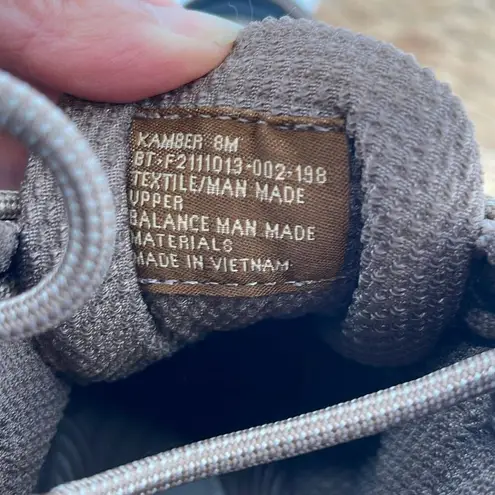 KAMBER 8M
BT-F2111013-002-198
TEXTILE/MAN MADE
UPPER
BALANCE MAN MADE
MATERIALS
MADE IN VIETNAM